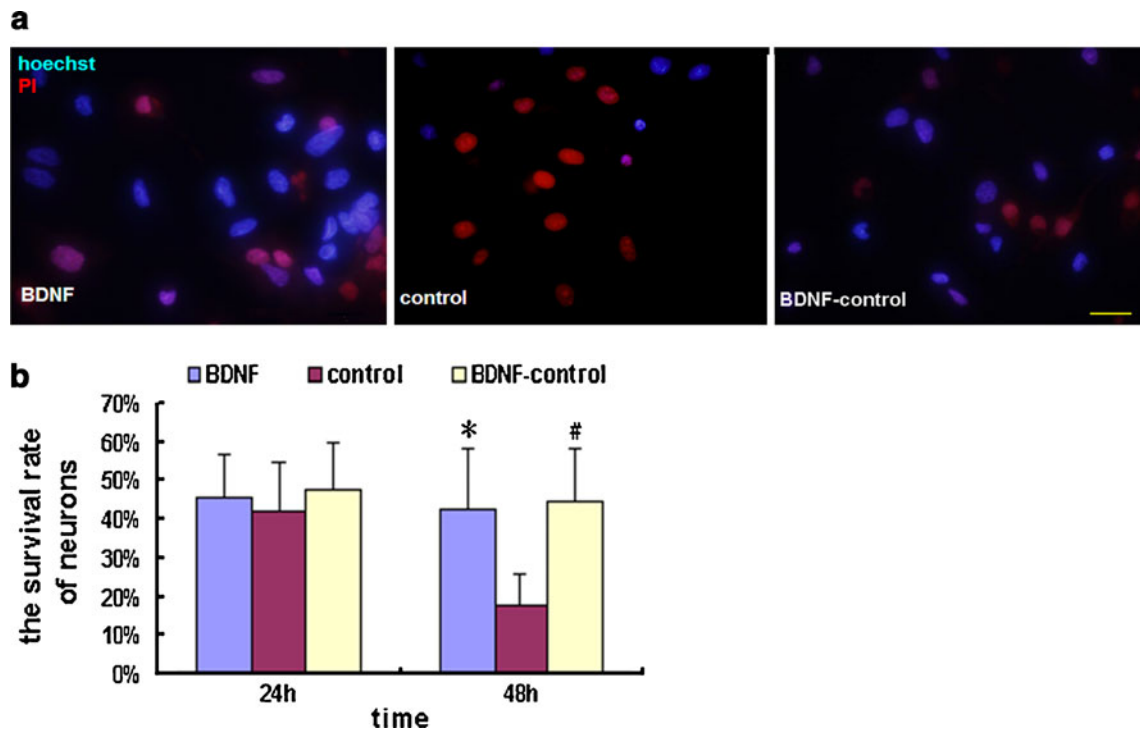 a
hoechst
PI
BDNF
control
BDNF-control
b
BDNF control BDNF-control
the survival rate
of neurons
70%
60%
50%
40%
30%
20%
10%
0%
* #
24h 48h
time